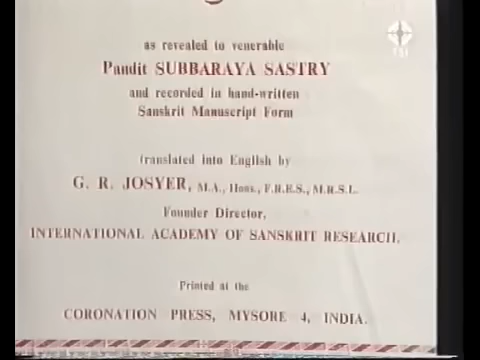 as revealed to venerable
Pandit SUBBARAYA SASTRY
and recorded in hand-written
Sanskrit Manuscript Form
translated into English by
G. R. JOSYER, M.A., Hons., F.R.E.S., M.R.S.L.
Founder Director,
INTERNATIONAL ACADEMY OF SANSKRIT RESEARCH,
Printed at the
CORONATION PRESS, MYSORE 4, INDIA.